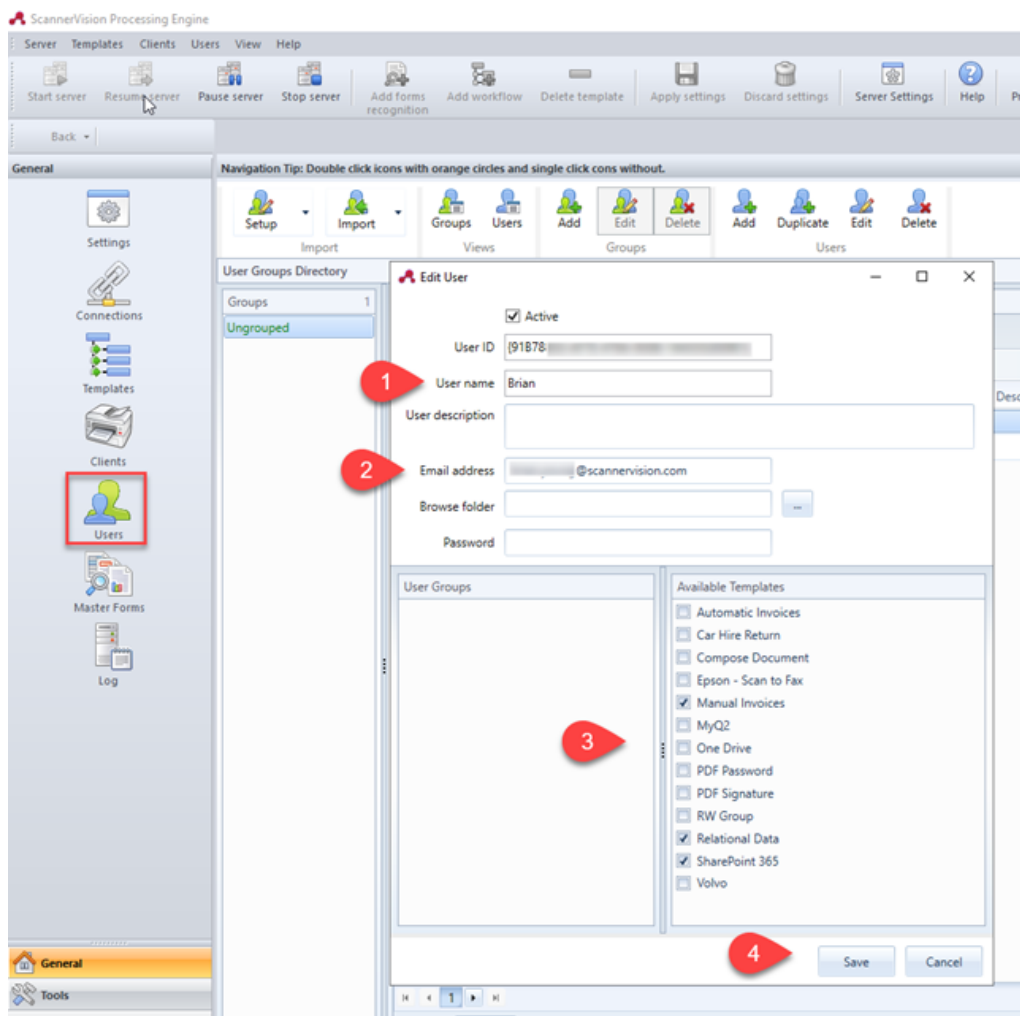 ScannerVision Processing Engine
Server Templates Clients Users View Help
Start server Resume server Pause server Stop server Add forms recognition Add workflow Delete template Apply settings Discard settings Server Settings Help
Back
General
Navigation Tip: Double click icons with orange circles and single click cons without.
Settings
Connections
Templates
Clients
Users
Master Forms
Log
General
Tools
Setup Import Groups Users Add Edit Delete Add Duplicate Edit Delete
Import Views Groups Users
User Groups Directory
Groups 1
Ungrouped
Edit User
Active
User ID {91B78
1 User name Brian
User description
2 Email address @scannervision.com
Browse folder ...
Password
User Groups
3
Available Templates
Automatic Invoices
Car Hire Return
Compose Document
Epson - Scan to Fax
Manual Invoices
MyQ2
One Drive
PDF Password
PDF Signature
RW Group
Relational Data
SharePoint 365
Volvo
4 Save Cancel
1